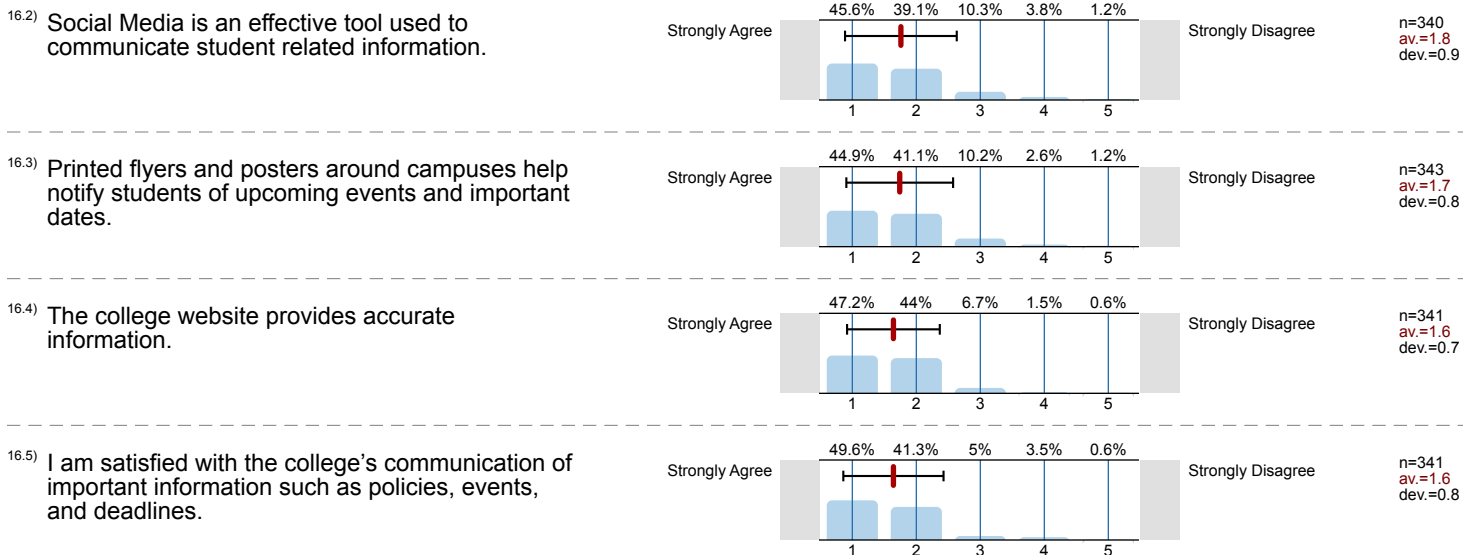 16.2) Social Media is an effective tool used to
communicate student related information.
45.6% 39.1% 10.3% 3.8% 1.2%
Strongly Agree
Strongly Disagree
n=340
av.=1.8
dev.=0.9
1 2 3 4 5
16.3) Printed flyers and posters around campuses help
notify students of upcoming events and important
dates.
44.9% 41.1% 10.2% 2.6% 1.2%
Strongly Agree
Strongly Disagree
n=343
av.=1.7
dev.=0.8
1 2 3 4 5
16.4) The college website provides accurate
information.
47.2% 44% 6.7% 1.5% 0.6%
Strongly Agree
Strongly Disagree
n=341
av.=1.6
dev.=0.7
1 2 3 4 5
16.5) I am satisfied with the college’s communication of
important information such as policies, events,
and deadlines.
49.6% 41.3% 5% 3.5% 0.6%
Strongly Agree
Strongly Disagree
n=341
av.=1.6
dev.=0.8
1 2 3 4 5